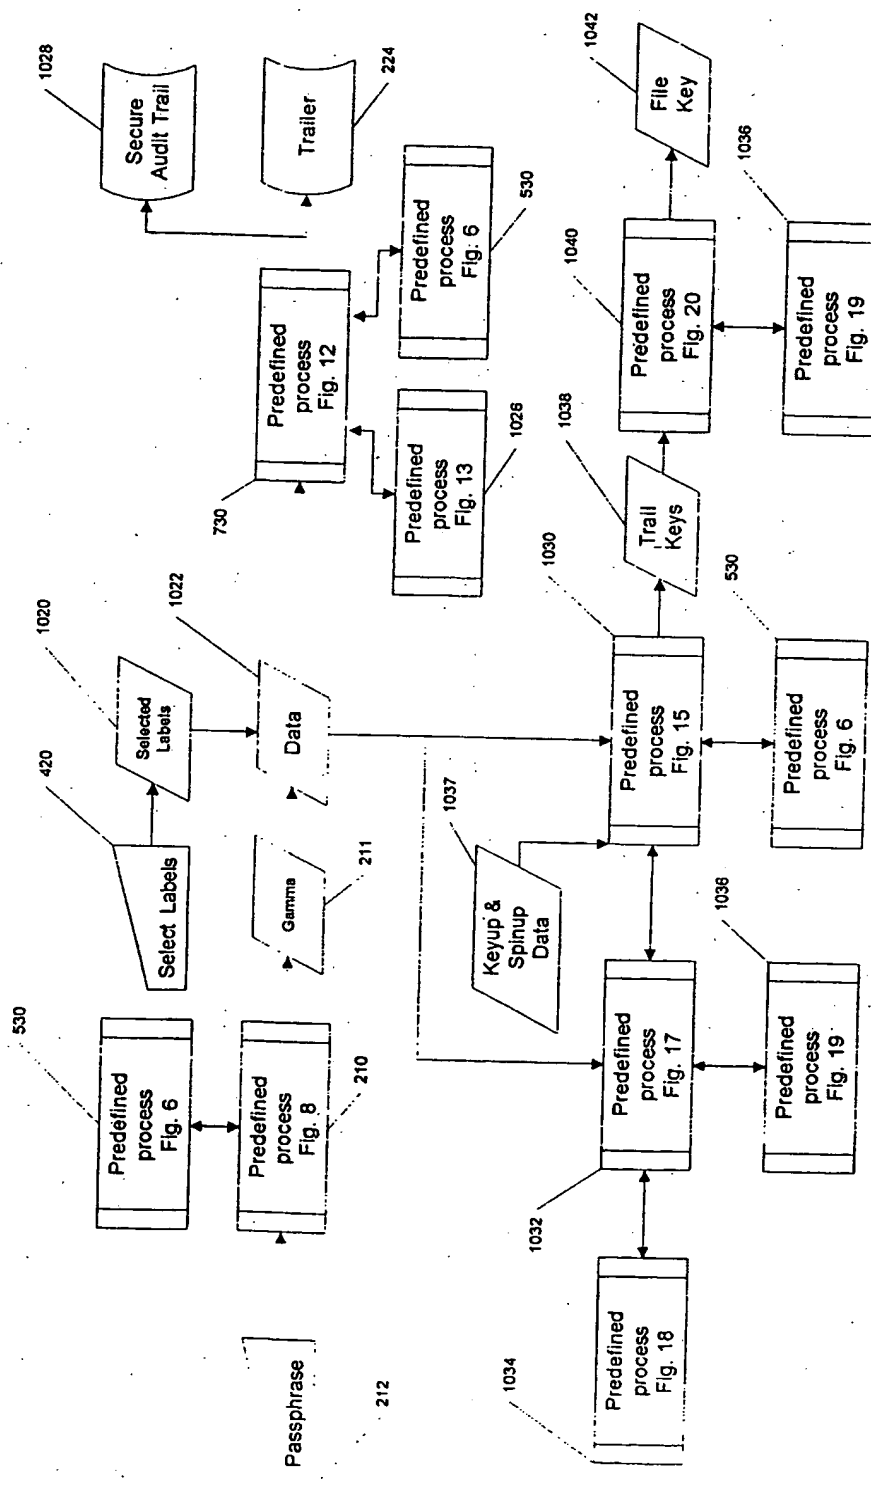 530
Predefined
process
Fig. 6
420
Select Labels
1020
Selected
Labels
1028
Secure
Audit Trail
Passphrase
212
Predefined
process
Fig. 8
210
Gamma
211
Data
1022
730
Predefined
process
Fig. 12
Trailer
224
Predefined
process
Fig. 13
1026
Predefined
process
Fig. 6
530
1037
Keyup &
Spinup
Data
1034
Predefined
process
Fig. 18
1032
Predefined
process
Fig. 17
1030
Predefined
process
Fig. 15
1038
Trail
Keys
1040
Predefined
process
Fig. 20
1042
File
Key
1036
Predefined
process
Fig. 19
530
Predefined
process
Fig. 6
1036
Predefined
process
Fig. 19